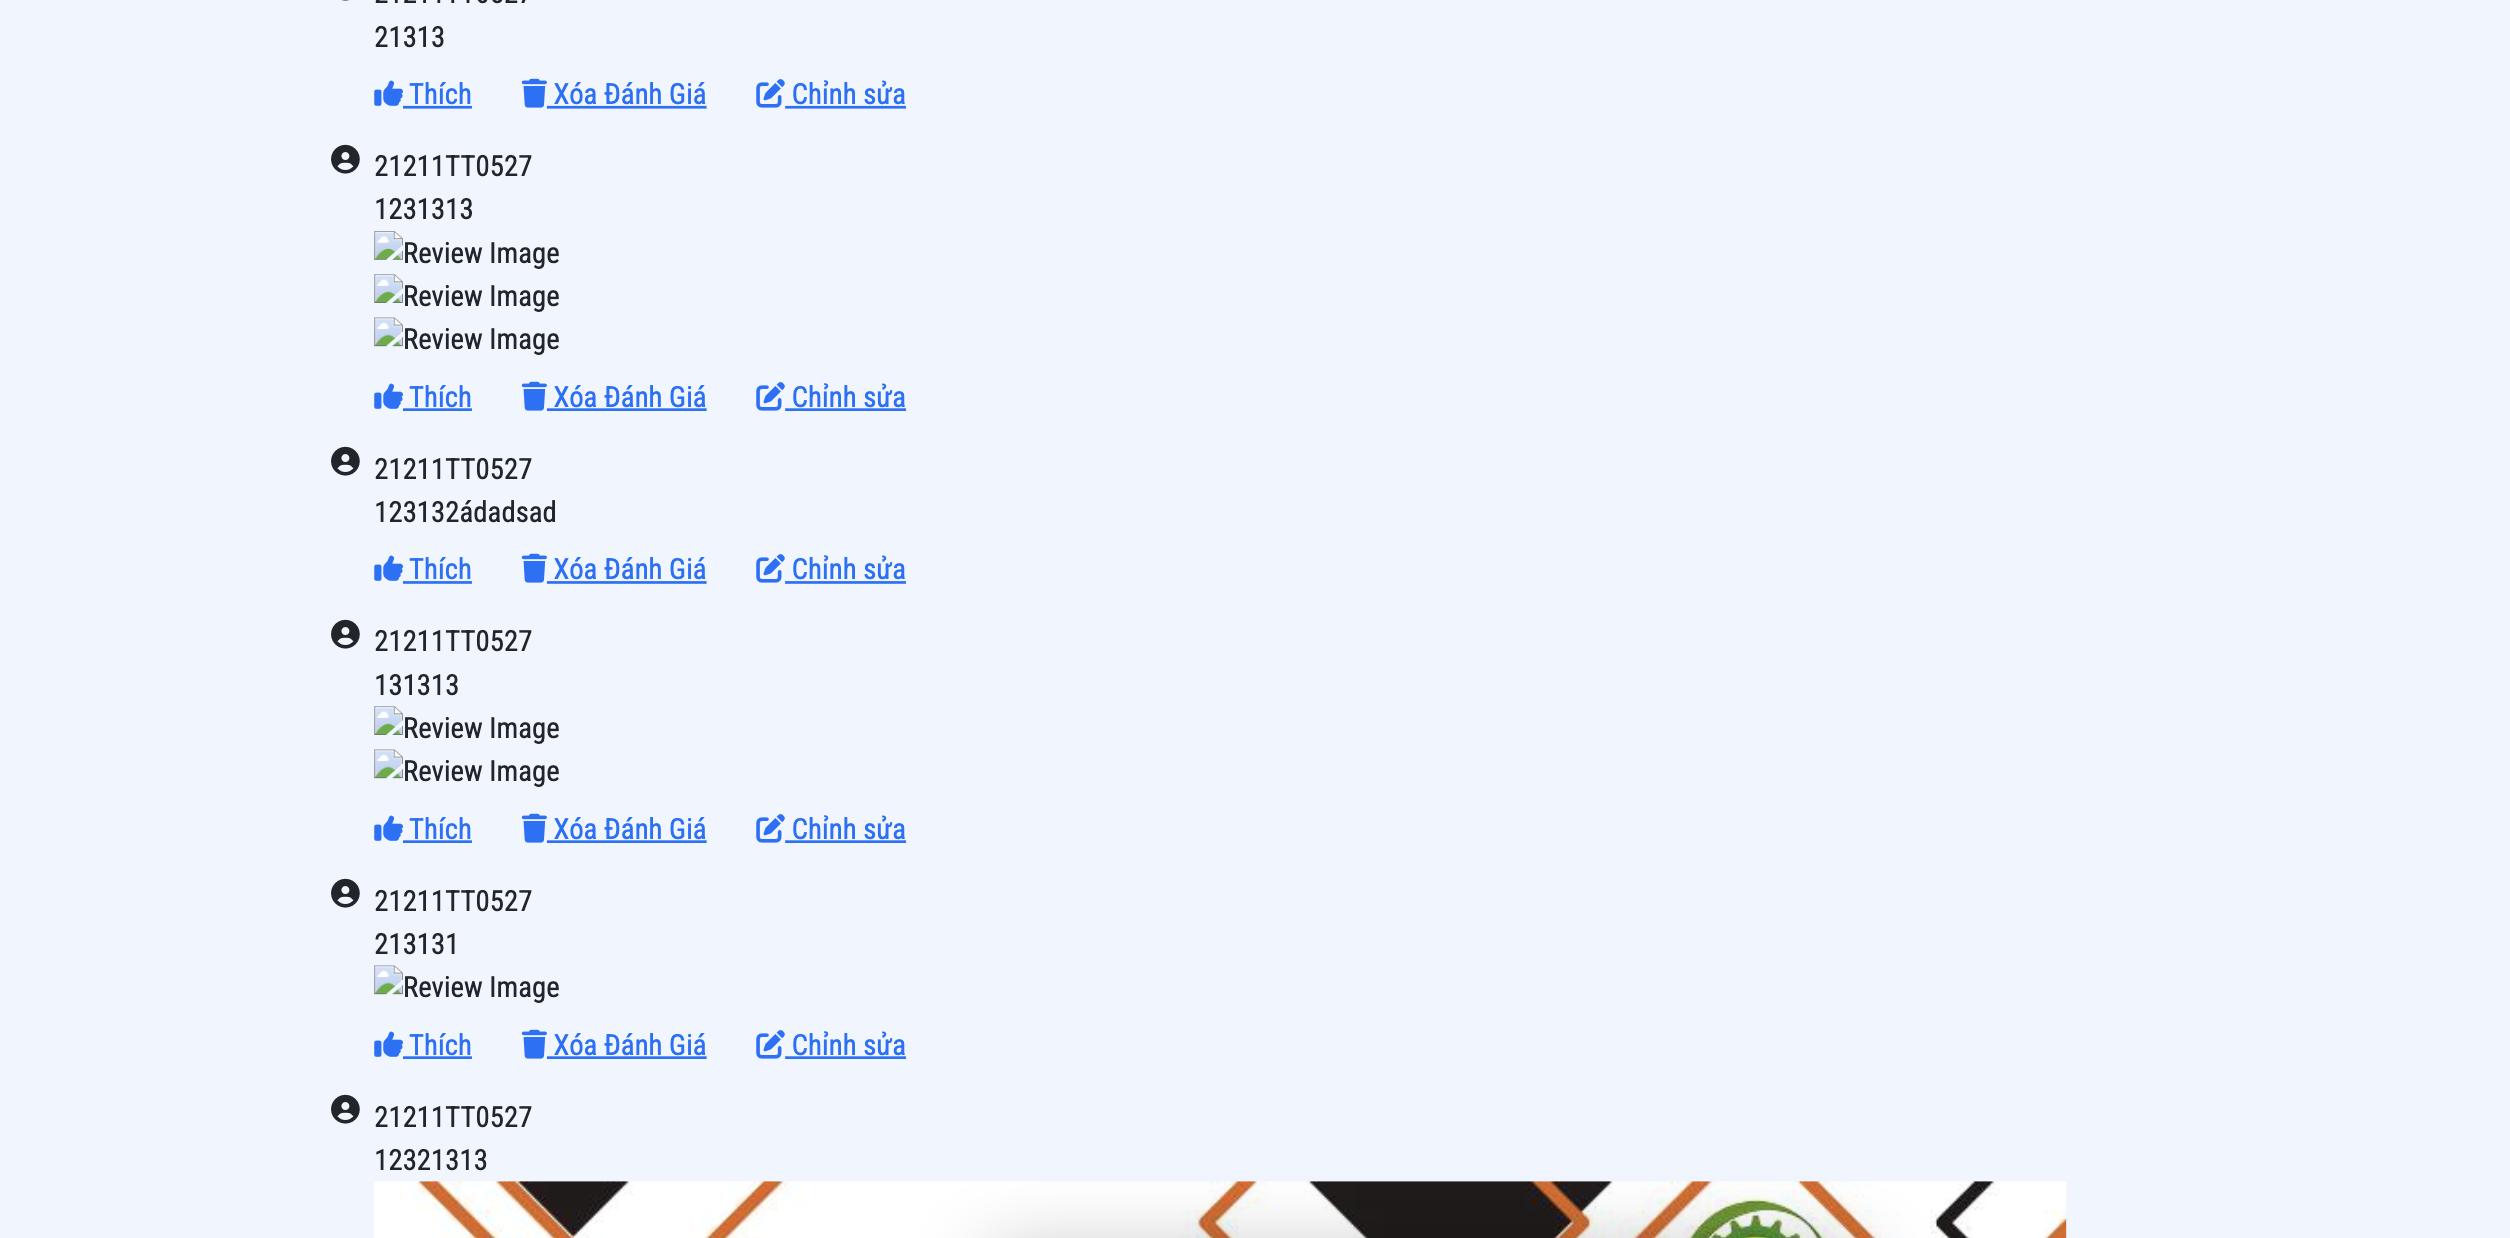 21211TT0527
21313
Thích Xóa Đánh Giá Chỉnh sửa
21211TT0527
1231313
Review Image
Review Image
Review Image
Thích Xóa Đánh Giá Chỉnh sửa
21211TT0527
123132ádadsad
Thích Xóa Đánh Giá Chỉnh sửa
21211TT0527
131313
Review Image
Review Image
Thích Xóa Đánh Giá Chỉnh sửa
21211TT0527
213131
Review Image
Thích Xóa Đánh Giá Chỉnh sửa
21211TT0527
12321313